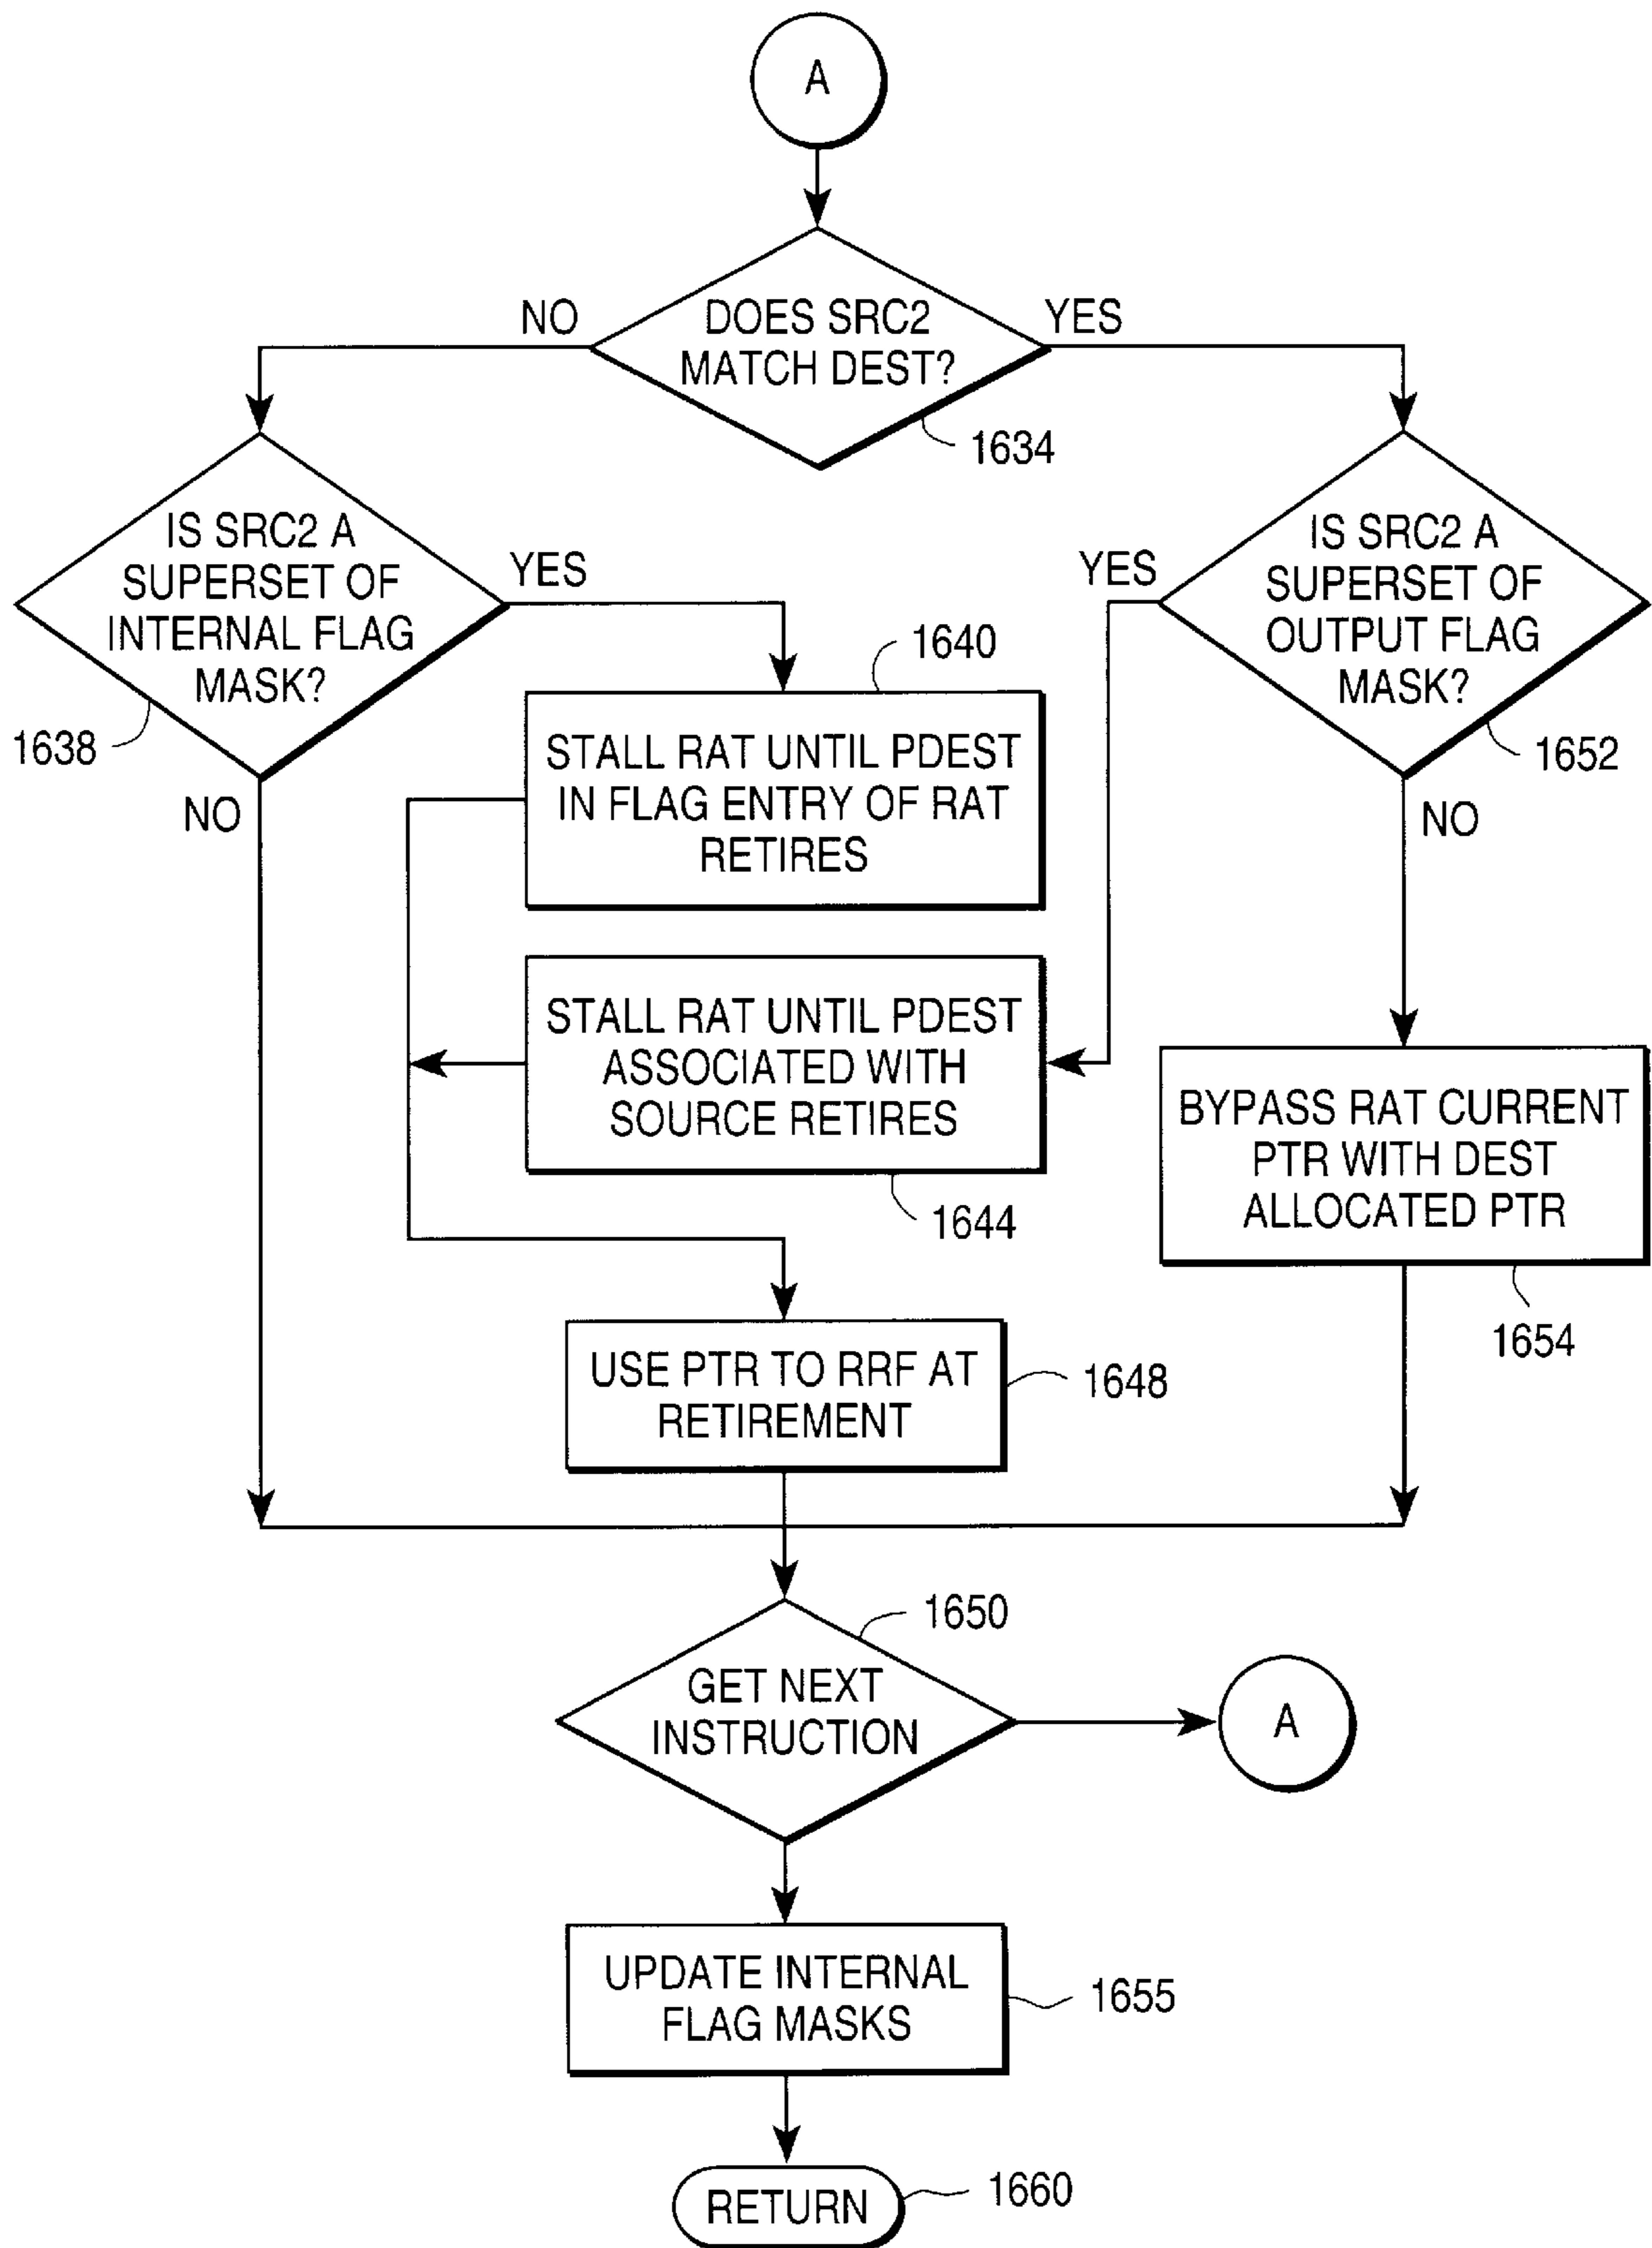 A
NO
DOES SRC2
MATCH DEST?
YES
1634
IS SRC2 A
SUPERSET OF
INTERNAL FLAG
MASK?
YES
1638
NO
YES
IS SRC2 A
SUPERSET OF
OUTPUT FLAG
MASK?
1652
NO
1640
STALL RAT UNTIL PDEST
IN FLAG ENTRY OF RAT
RETIRES
STALL RAT UNTIL PDEST
ASSOCIATED WITH
SOURCE RETIRES
1644
BYPASS RAT CURRENT
PTR WITH DEST
ALLOCATED PTR
1654
USE PTR TO RRF AT
RETIREMENT
1648
1650
GET NEXT
INSTRUCTION
A
UPDATE INTERNAL
FLAG MASKS
1655
RETURN
1660